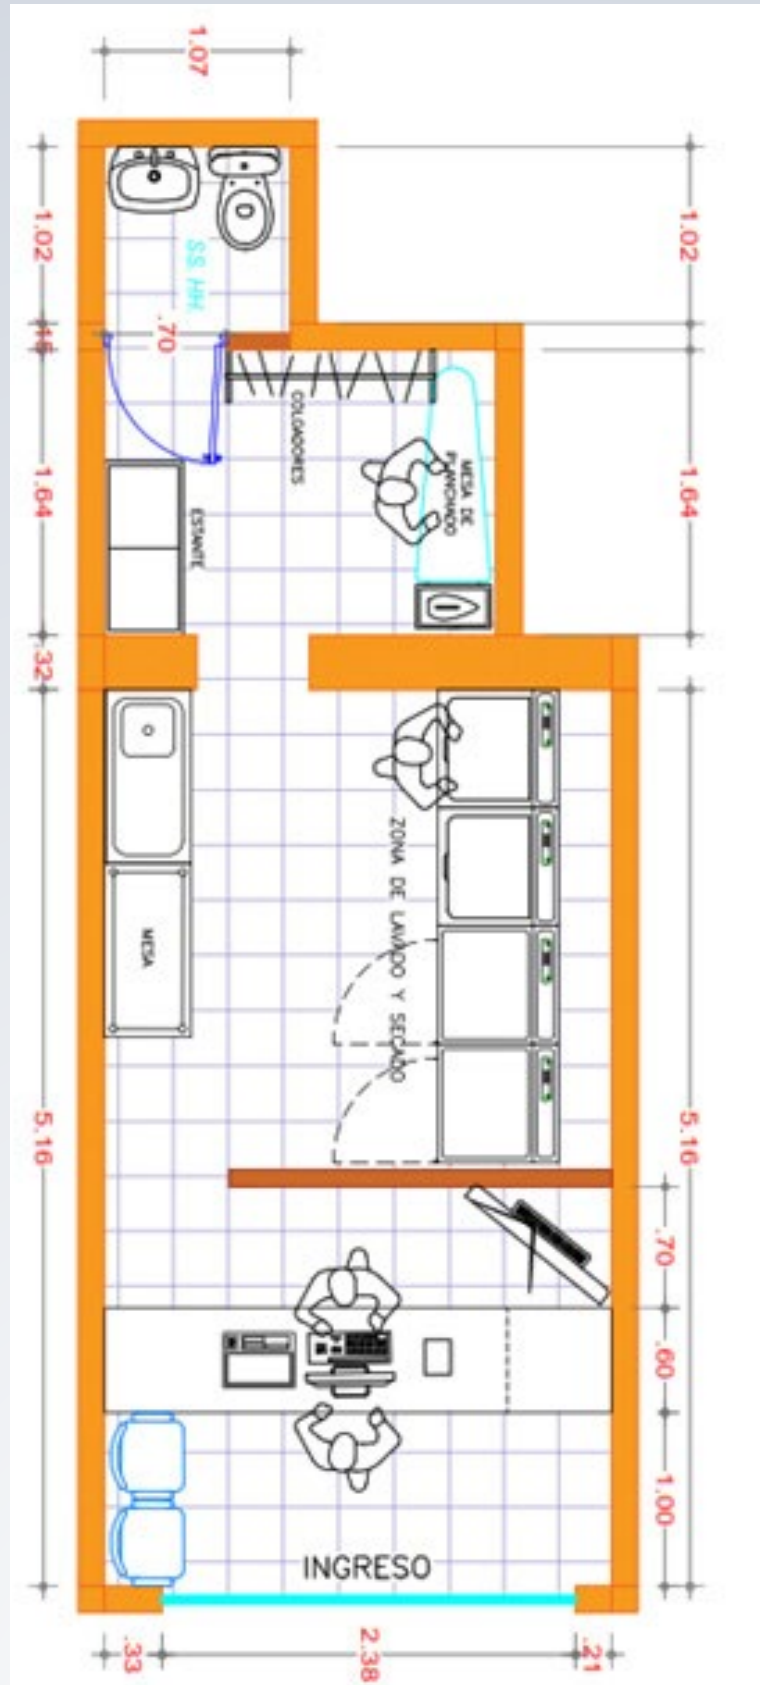 1.07
1.02
1.02
SS HH.
.70
.15
COLGADORES
MESA DE
PLANCHADO
1.64
1.64
ESTANTE
.32
ZONA DE LAVADO Y SECADO
MESA
5.16
5.16
.70
.60
1.00
INGRESO
.33
2.38
.21